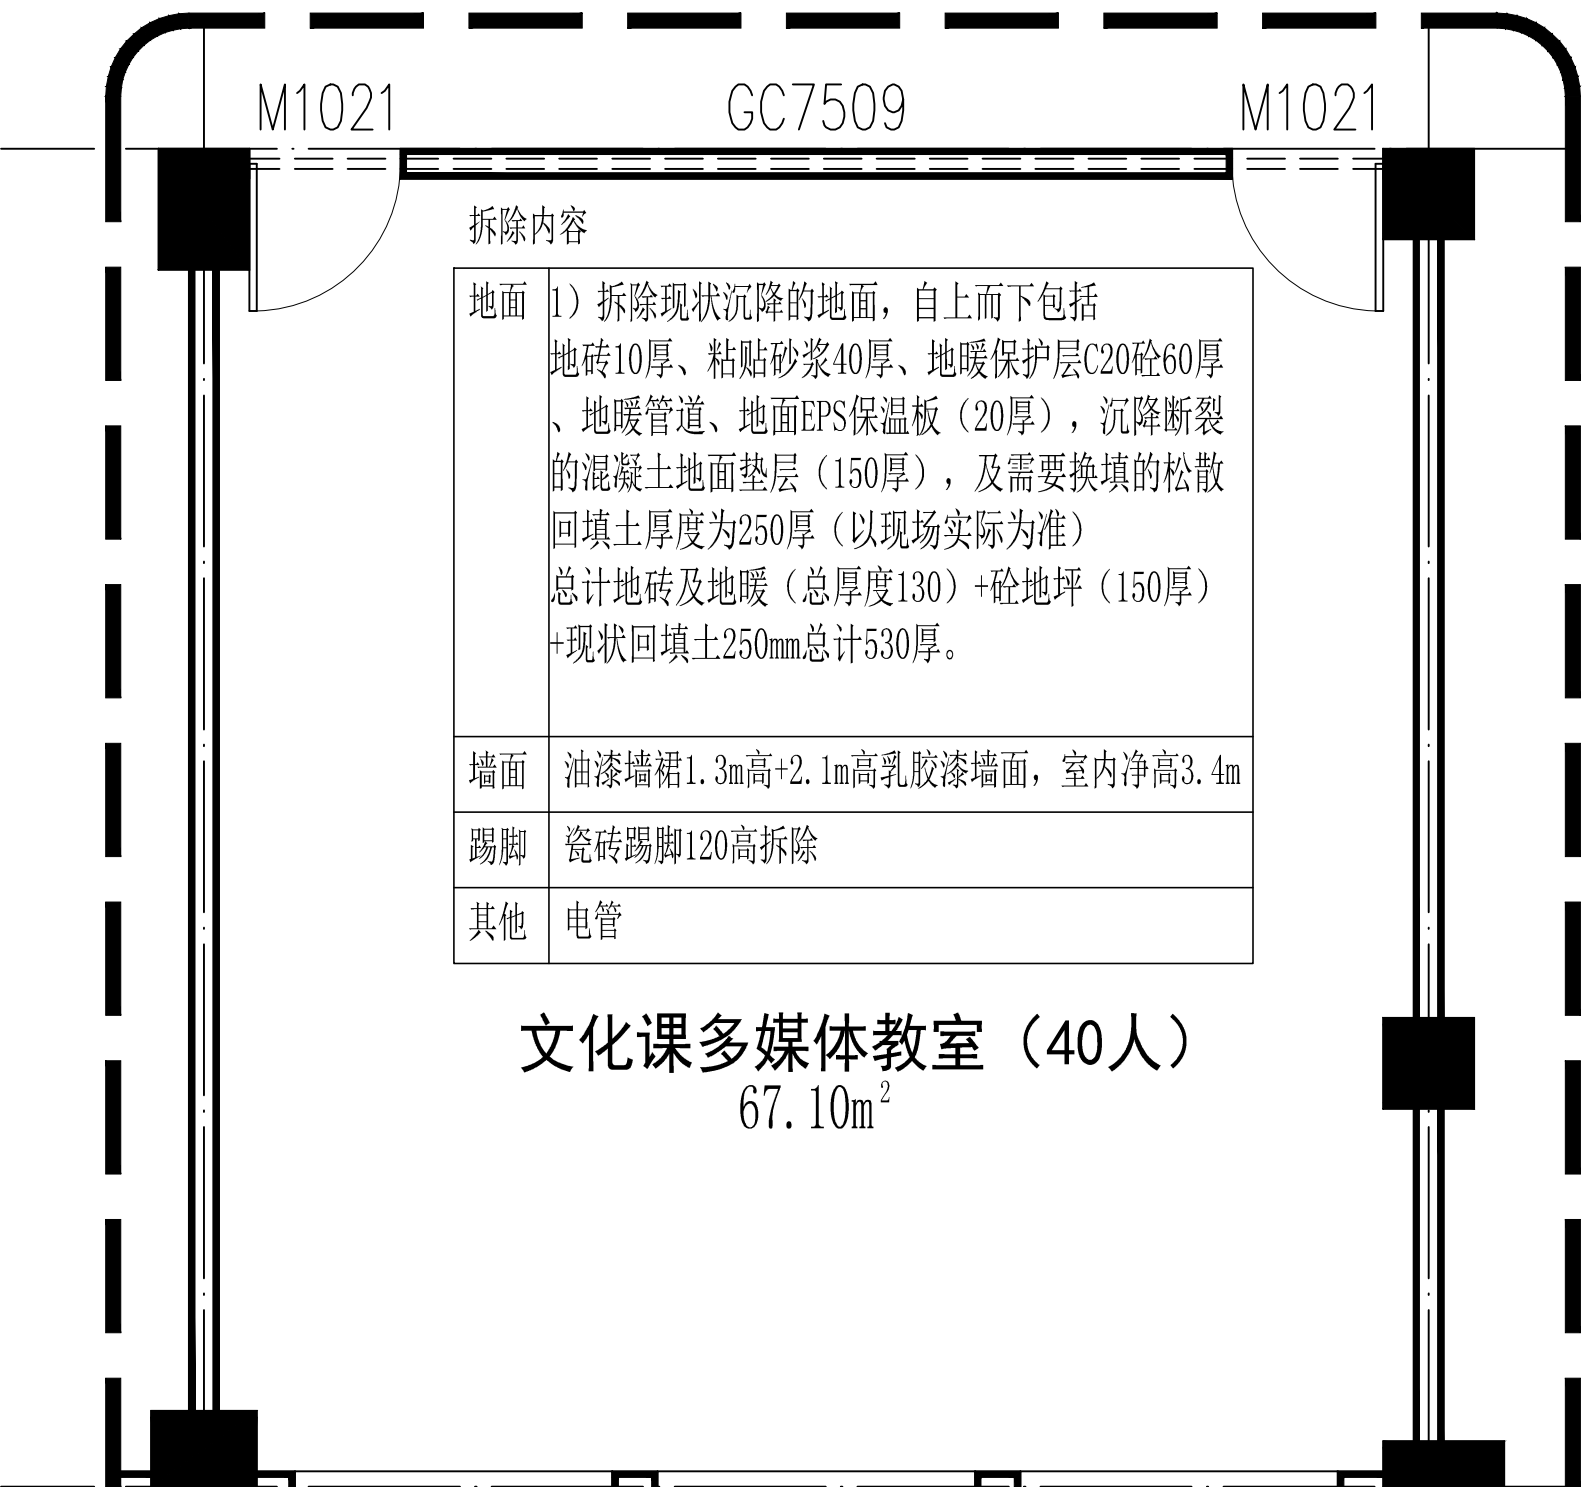 M1021 GC7509 M1021
拆除内容
地面 1）拆除现状沉降的地面，自上而下包括
地砖10厚、粘贴砂浆40厚、地暖保护层C20砼60厚
、地暖管道、地面EPS保温板（20厚），沉降断裂
的混凝土地面垫层（150厚），及需要换填的松散
回填土厚度为250厚（以现场实际为准）
总计地砖及地暖（总厚度130）+砼地坪（150厚）
+现状回填土250mm总计530厚。
墙面 油漆墙裙1.3m高+2.1m高乳胶漆墙面，室内净高3.4m
踢脚 瓷砖踢脚120高拆除
其他 电管
文化课多媒体教室（40人）
67.10m²